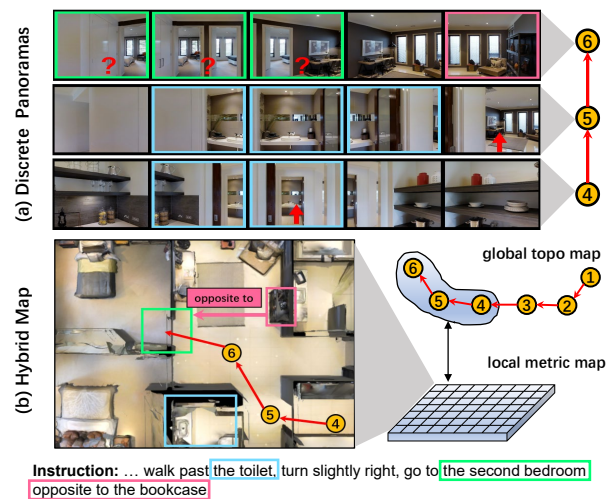 (a) Discrete Panoramas
? ? ?
6
5
4
(b) Hybrid Map
opposite to
6
5
4
global topo map
6
5
4
3
2
1
local metric map
Instruction: … walk past the toilet, turn slightly right, go to the second bedroom
opposite to the bookcase